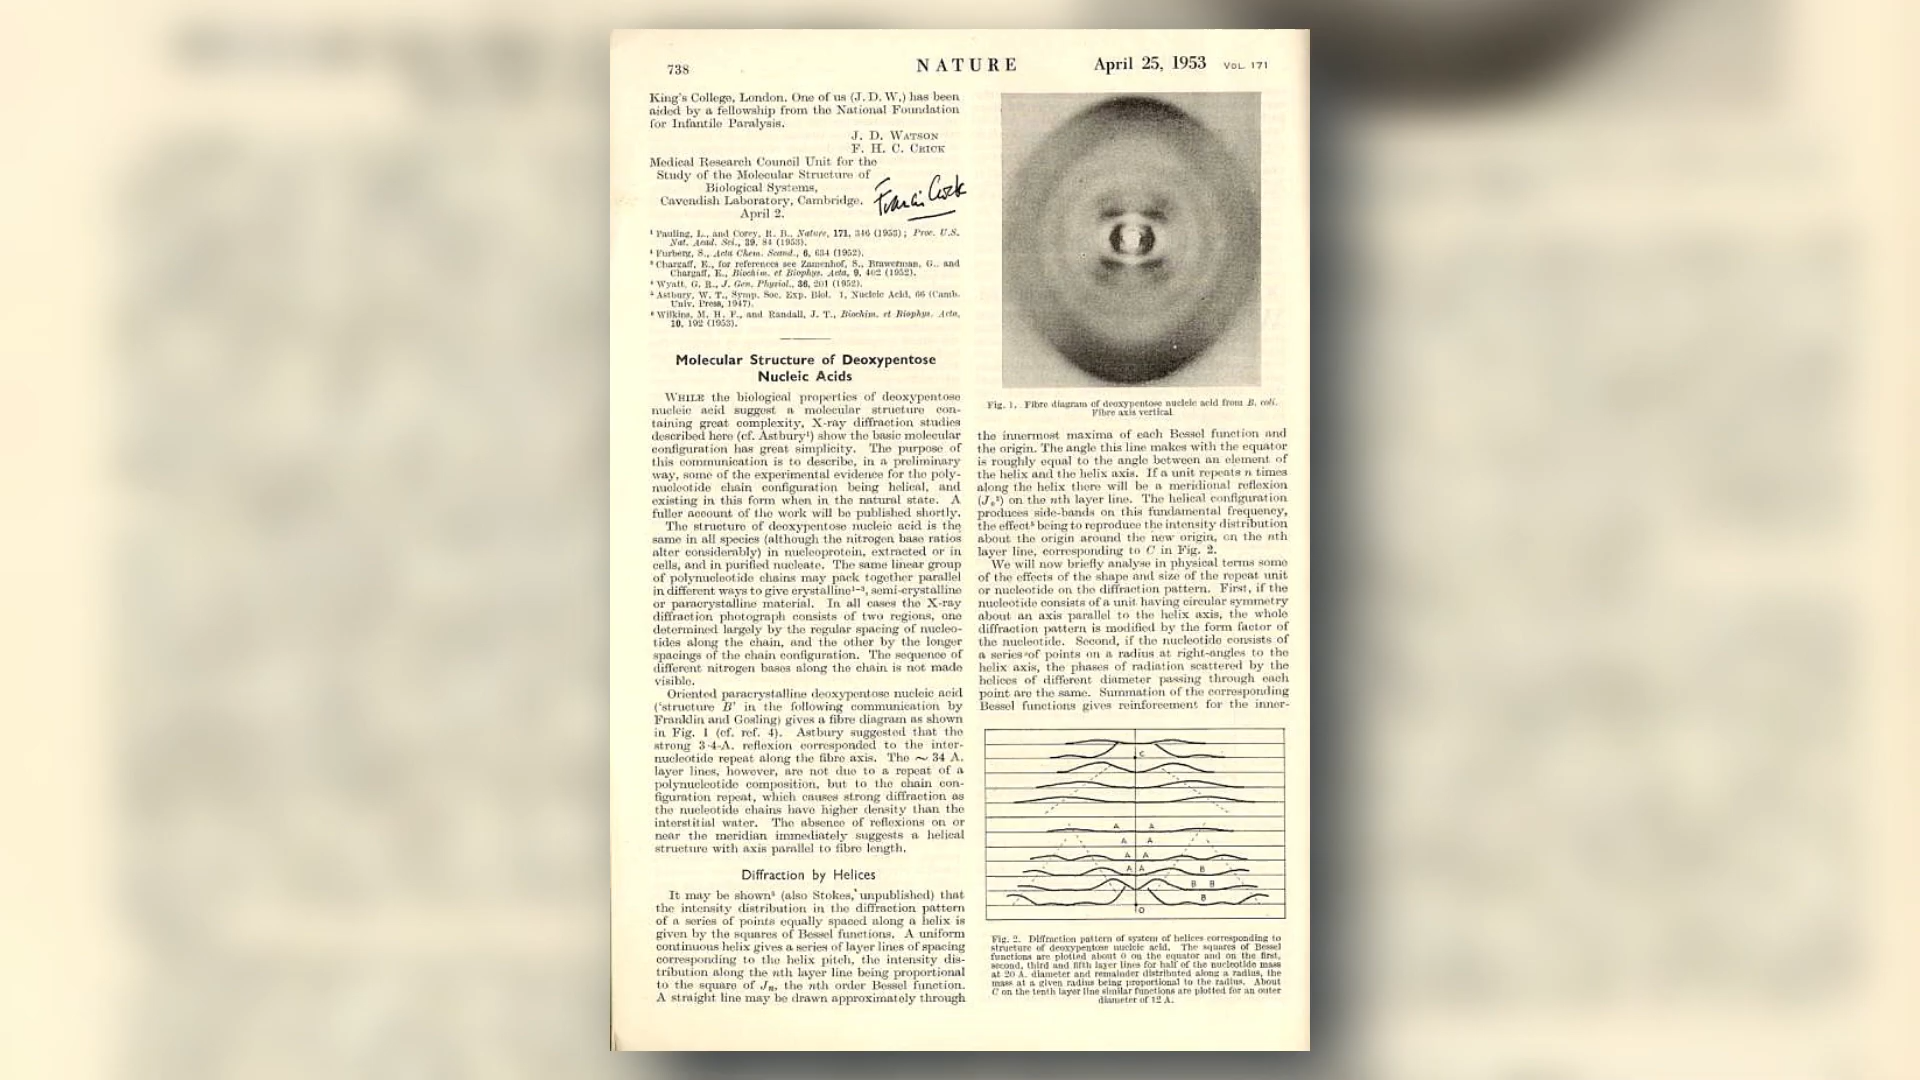 738
NATURE
April 25, 1953 VOL. 171
King's College, London. One of us (J. D. W.) has been
aided by a fellowship from the National Foundation
for Infantile Paralysis.
J. D. WATSON
F. H. C. CRICK
Medical Research Council Unit for the
Study of the Molecular Structure of
Biological Systems,
Cavendish Laboratory, Cambridge.
April 2.
Francis Crick
¹ Pauling, L., and Corey, R. B., Nature, 171, 346 (1953); Proc. U.S.
Nat. Acad. Sci., 39, 84 (1953).
² Furberg, S., Acta Chem. Scand., 6, 634 (1952).
³ Chargaff, E., for references see Zamenhof, S., Brawerman, G., and
Chargaff, E., Biochim. et Biophys. Acta, 9, 402 (1952).
⁴ Wyatt, G. R., J. Gen. Physiol., 36, 201 (1952).
⁵ Astbury, W. T., Symp. Soc. Exp. Biol. 1, Nucleic Acid, 66 (Camb.
Univ. Press, 1947).
⁶ Wilkins, M. H. F., and Randall, J. T., Biochim. et Biophys. Acta,
10, 192 (1953).
Molecular Structure of Deoxypentose
Nucleic Acids
WHILE the biological properties of deoxypentose
nucleic acid suggest a molecular structure con-
taining great complexity, X-ray diffraction studies
described here (cf. Astbury¹) show the basic molecular
configuration has great simplicity. The purpose of
this communication is to describe, in a preliminary
way, some of the experimental evidence for the poly-
nucleotide chain configuration being helical, and
existing in this form when in the natural state. A
fuller account of the work will be published shortly.
The structure of deoxypentose nucleic acid is the
same in all species (although the nitrogen base ratios
alter considerably) in nucleoprotein, extracted or in
cells, and in purified nucleate. The same linear group
of polynucleotide chains may pack together parallel
in different ways to give crystalline¹⁻³, semi-crystalline
or paracrystalline material. In all cases the X-ray
diffraction photograph consists of two regions, one
determined largely by the regular spacing of nucleo-
tides along the chain, and the other by the longer
spacings of the chain configuration. The sequence of
different nitrogen bases along the chain is not made
visible.
Oriented paracrystalline deoxypentose nucleic acid
('structure B' in the following communication by
Franklin and Gosling) gives a fibre diagram as shown
in Fig. 1 (cf. ref. 4). Astbury suggested that the
strong 3·4-A. reflexion corresponded to the inter-
nucleotide repeat along the fibre axis. The ~ 34 A.
layer lines, however, are not due to a repeat of a
polynucleotide composition, but to the chain con-
figuration repeat, which causes strong diffraction as
the nucleotide chains have higher density than the
interstitial water. The absence of reflexions on or
near the meridian immediately suggests a helical
structure with axis parallel to fibre length.
Diffraction by Helices
It may be shown⁵ (also Stokes, unpublished) that
the intensity distribution in the diffraction pattern
of a series of points equally spaced along a helix is
given by the squares of Bessel functions. A uniform
continuous helix gives a series of layer lines of spacing
corresponding to the helix pitch, the intensity dis-
tribution along the nth layer line being proportional
to the square of Jₙ, the nth order Bessel function.
A straight line may be drawn approximately through
Fig. 1. Fibre diagram of deoxypentose nucleic acid from B. coli.
Fibre axis vertical
the innermost maxima of each Bessel function and
the origin. The angle this line makes with the equator
is roughly equal to the angle between an element of
the helix and the helix axis. If a unit repeats n times
along the helix there will be a meridional reflexion
(J₀²) on the nth layer line. The helical configuration
produces side-bands on this fundamental frequency,
the effect⁵ being to reproduce the intensity distribution
about the origin around the new origin, on the nth
layer line, corresponding to C in Fig. 2.
We will now briefly analyse in physical terms some
of the effects of the shape and size of the repeat unit
or nucleotide on the diffraction pattern. First, if the
nucleotide consists of a unit having circular symmetry
about an axis parallel to the helix axis, the whole
diffraction pattern is modified by the form factor of
the nucleotide. Second, if the nucleotide consists of
a series of points on a radius at right-angles to the
helix axis, the phases of radiation scattered by the
helices of different diameter passing through each
point are the same. Summation of the corresponding
Bessel functions gives reinforcement for the inner-
C
A A
A A
A A
A A B
B B
B
O
Fig. 2. Diffraction pattern of system of helices corresponding to
structure of deoxypentose nucleic acid. The squares of Bessel
functions are plotted about 0 on the equator and on the first,
second, third and fifth layer lines for half of the nucleotide mass
at 20 A. diameter and remainder distributed along a radius, the
mass at a given radius being proportional to the radius. About
C on the tenth layer line similar functions are plotted for an outer
diameter of 12 A.